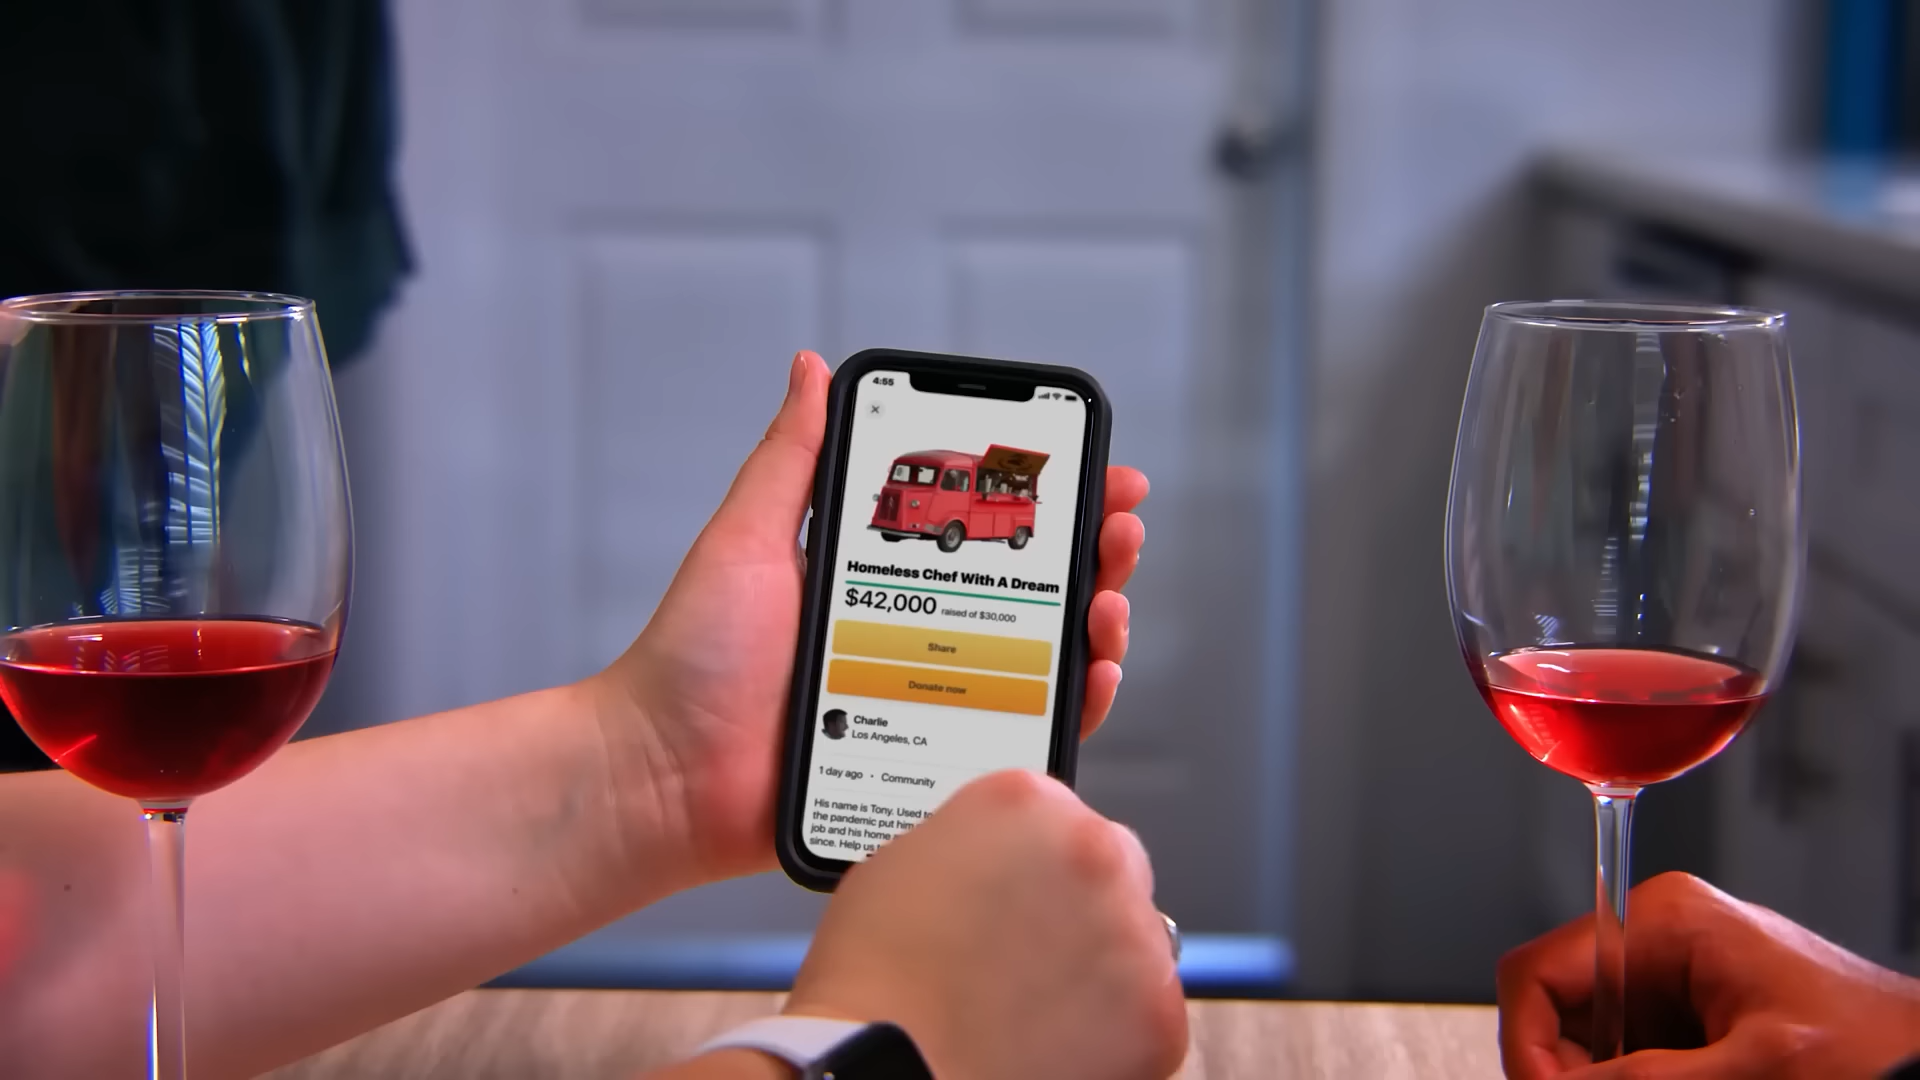 4:55
Homeless Chef With A Dream
$42,000 raised of $30,000
Share
Donate now
Charlie
Los Angeles, CA
1 day ago · Community
His name is Tony. Used to
the pandemic put him
job and his home
since. Help us